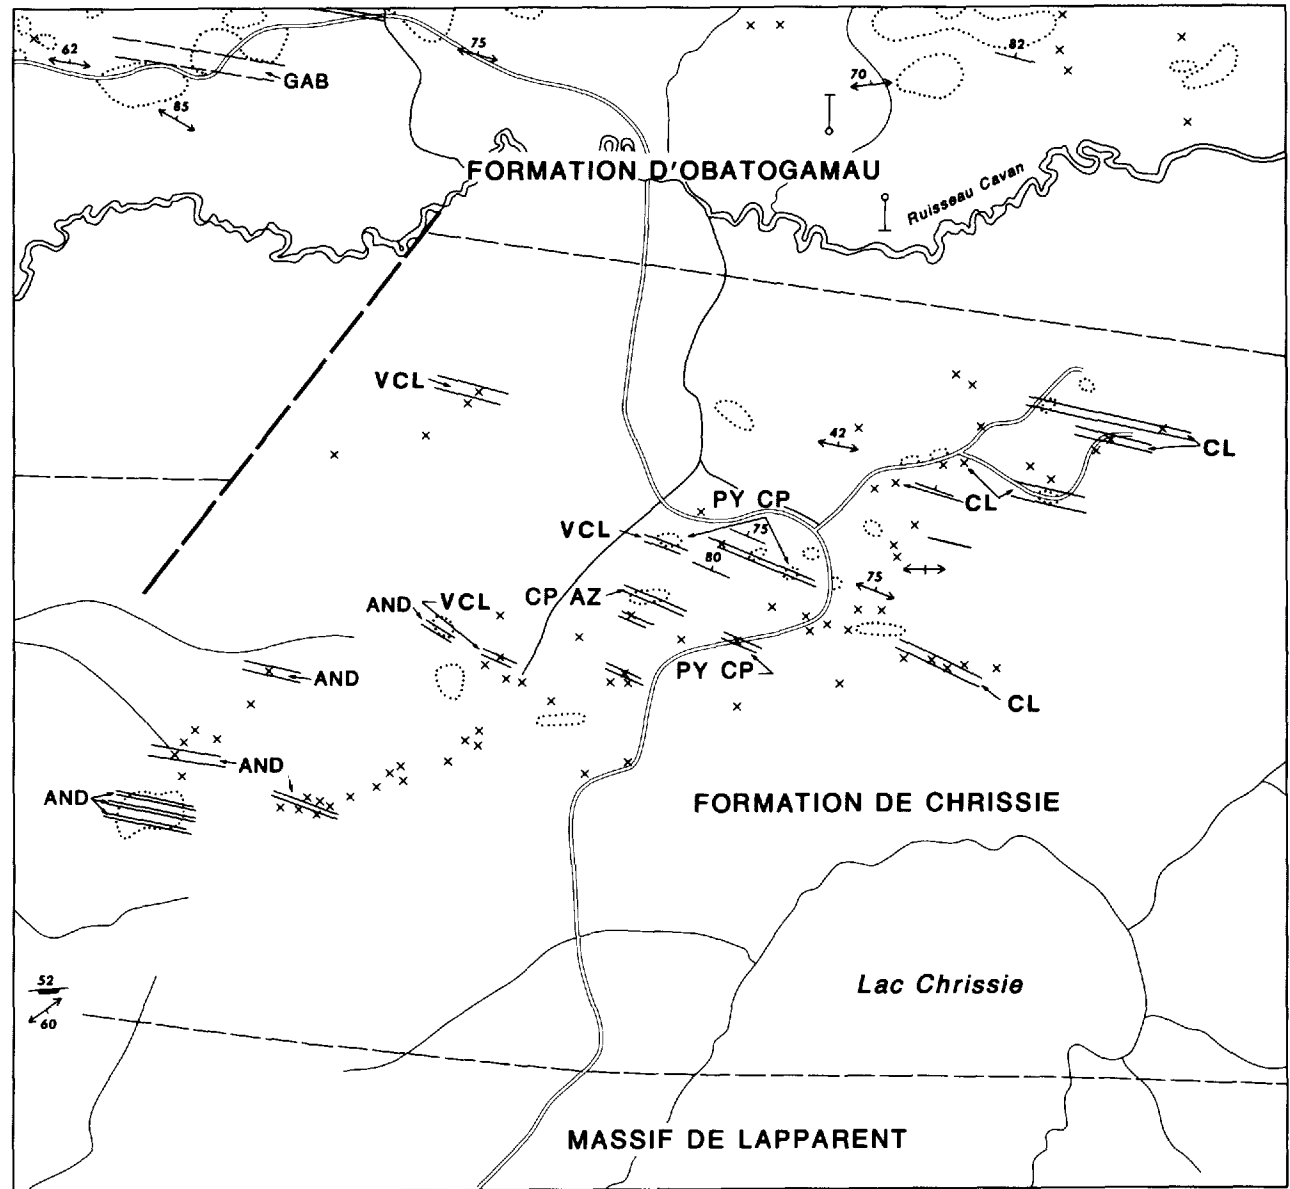 75
82
62
GAB
70
85
FORMATION D'OBATOGAMAU
Ruisseau Cavan
VCL
42
CL
PY CP
CL
VCL
75
80
75
CP AZ
AND
VCL
PY CP
AND
CL
AND
AND
FORMATION DE CHRISSIE
52
Lac Chrissie
60
MASSIF DE LAPPARENT